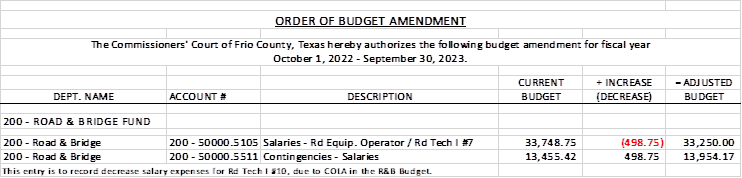 ORDER OF BUDGET AMENDMENT
The Commissioners' Court of Frio County, Texas hereby authorizes the following budget amendment for fiscal year
October 1, 2022 - September 30, 2023.
CURRENT + INCREASE = ADJUSTED
DEPT. NAME ACCOUNT # DESCRIPTION BUDGET (DECREASE) BUDGET
200 - ROAD & BRIDGE FUND
200 - Road & Bridge 200 - 50000.5105 Salaries - Rd Equip. Operator / Rd Tech I #7 33,748.75 (498.75) 33,250.00
200 - Road & Bridge 200 - 50000.5511 Contingencies - Salaries 13,455.42 498.75 13,954.17
This entry is to record decrease salary expenses for Rd Tech I #10, due to COLA in the R&B Budget.